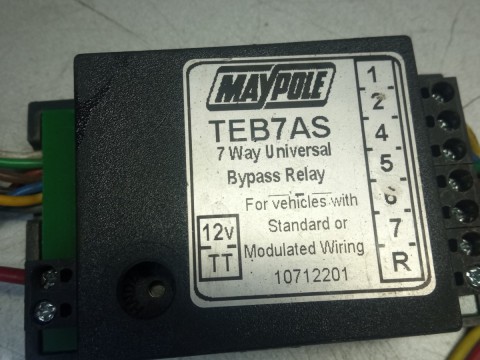 MAYPOLE
TEB7AS
7 Way Universal
Bypass Relay
For vehicles with
Standard or
Modulated Wiring
10712201
12v
TT
1
2
4
5
6
7
R